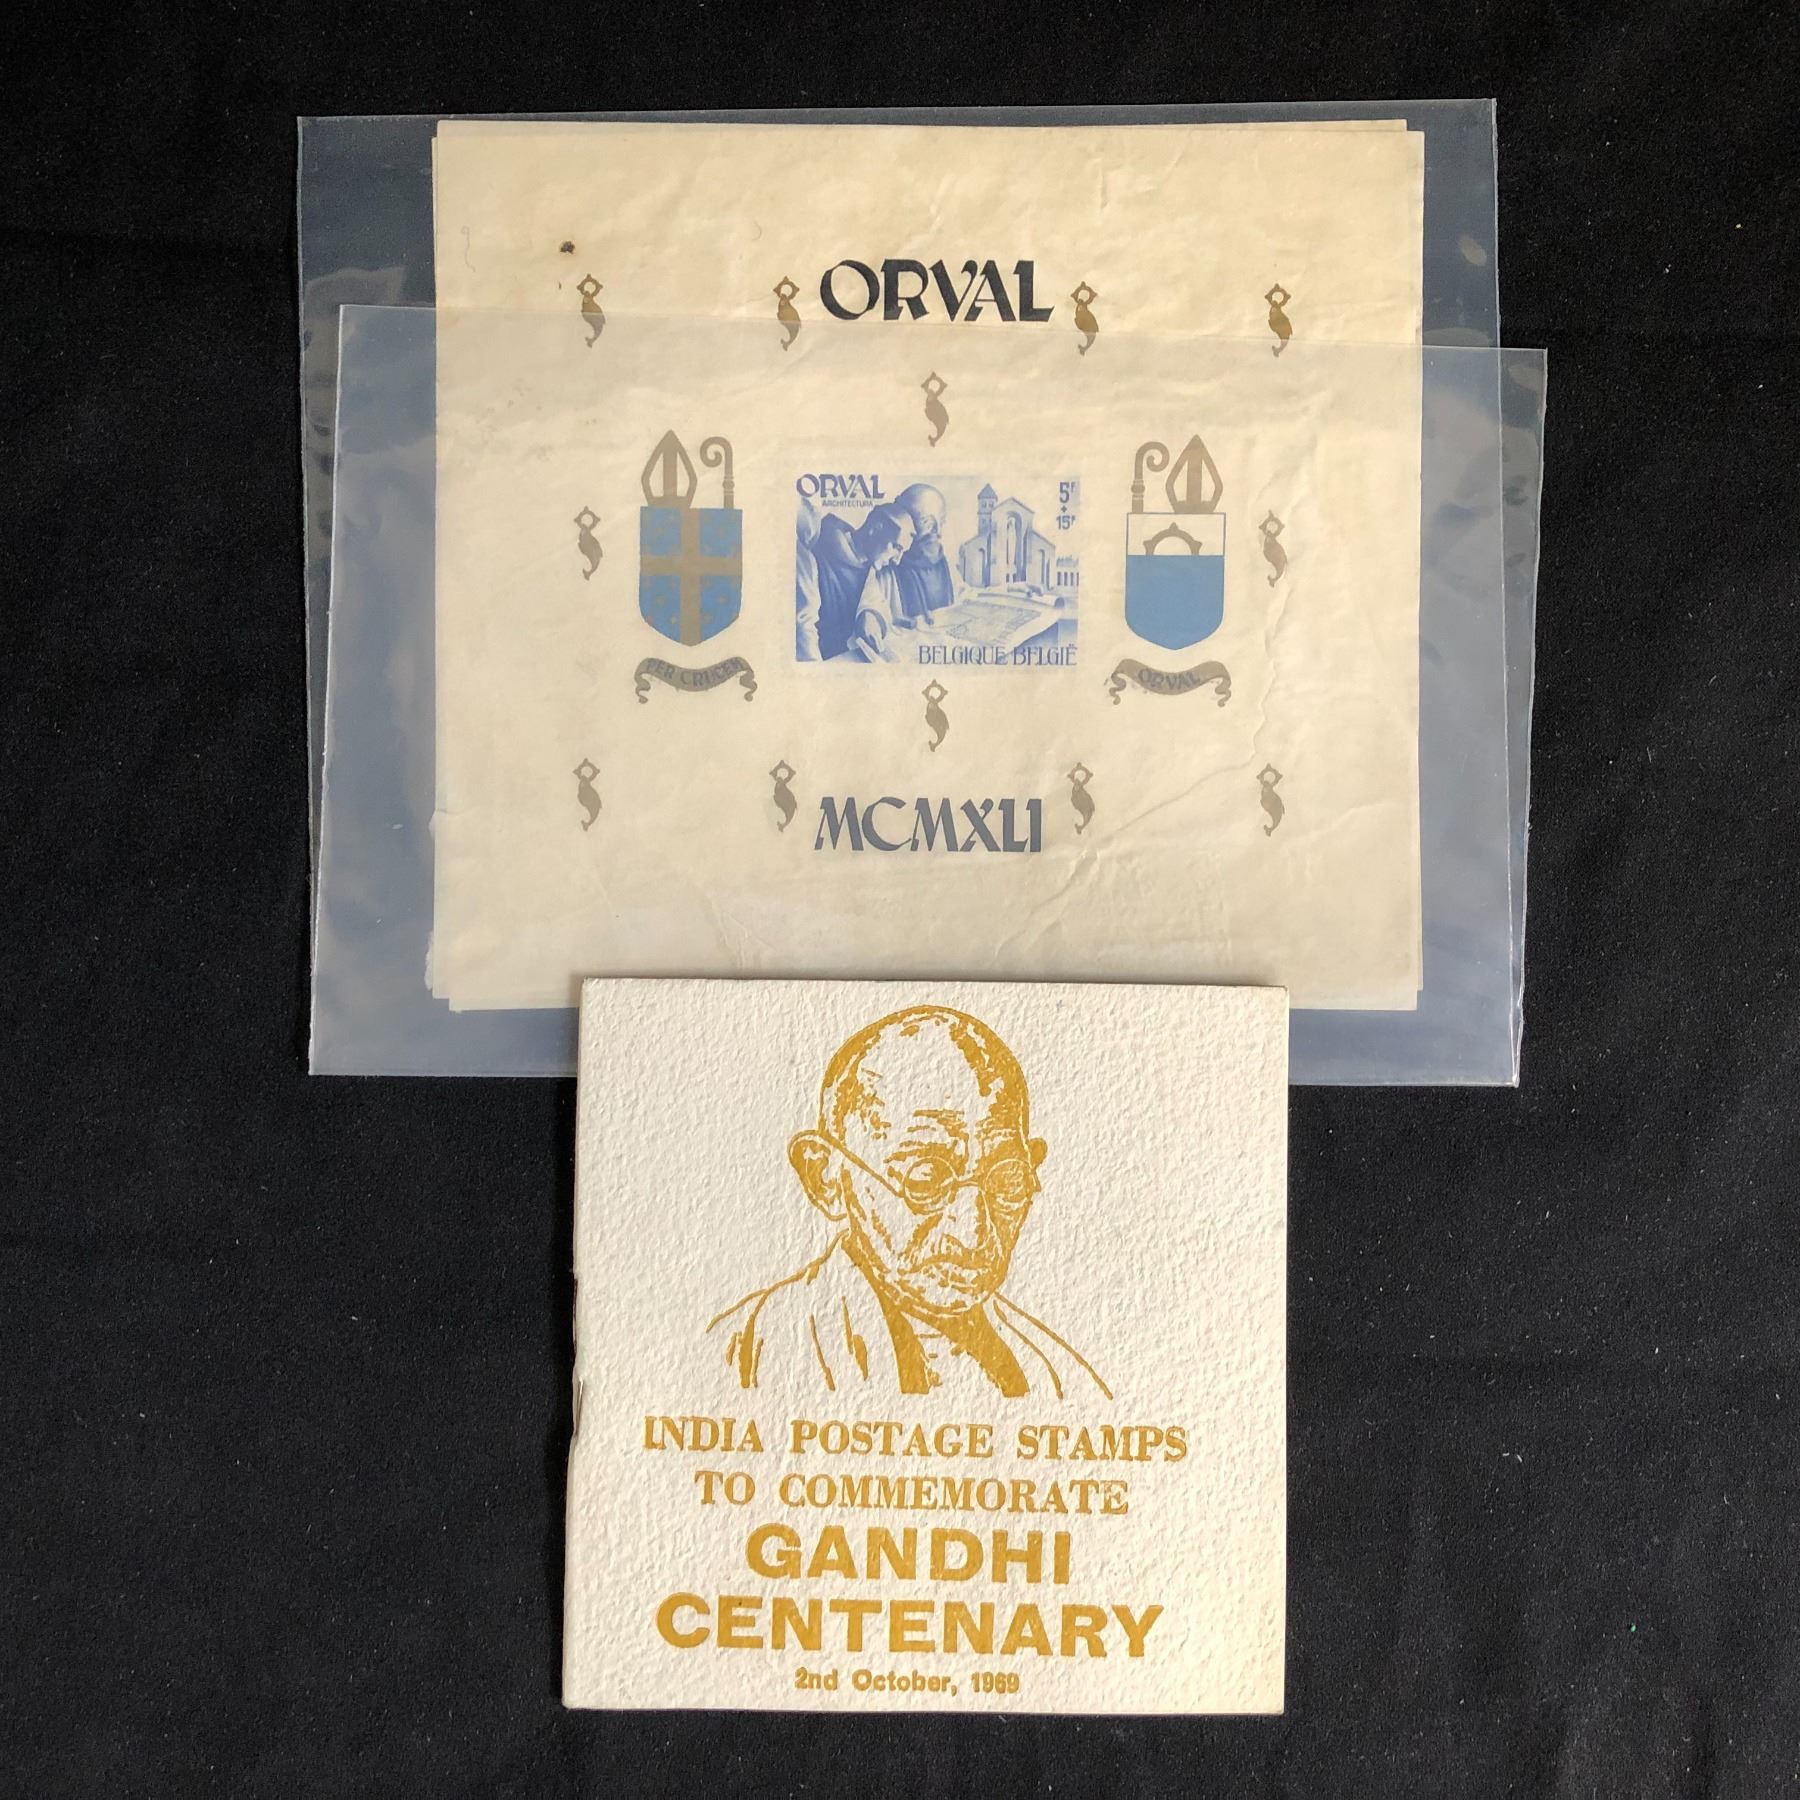 ORVAL
ORVAL
ARCHITECTURA
5F
+
15F
BELGIQUE BELGIË
PER CRUCEM
ORVAL
MCMXLI
INDIA POSTAGE STAMPS
TO COMMEMORATE
GANDHI
CENTENARY
2nd October, 1969